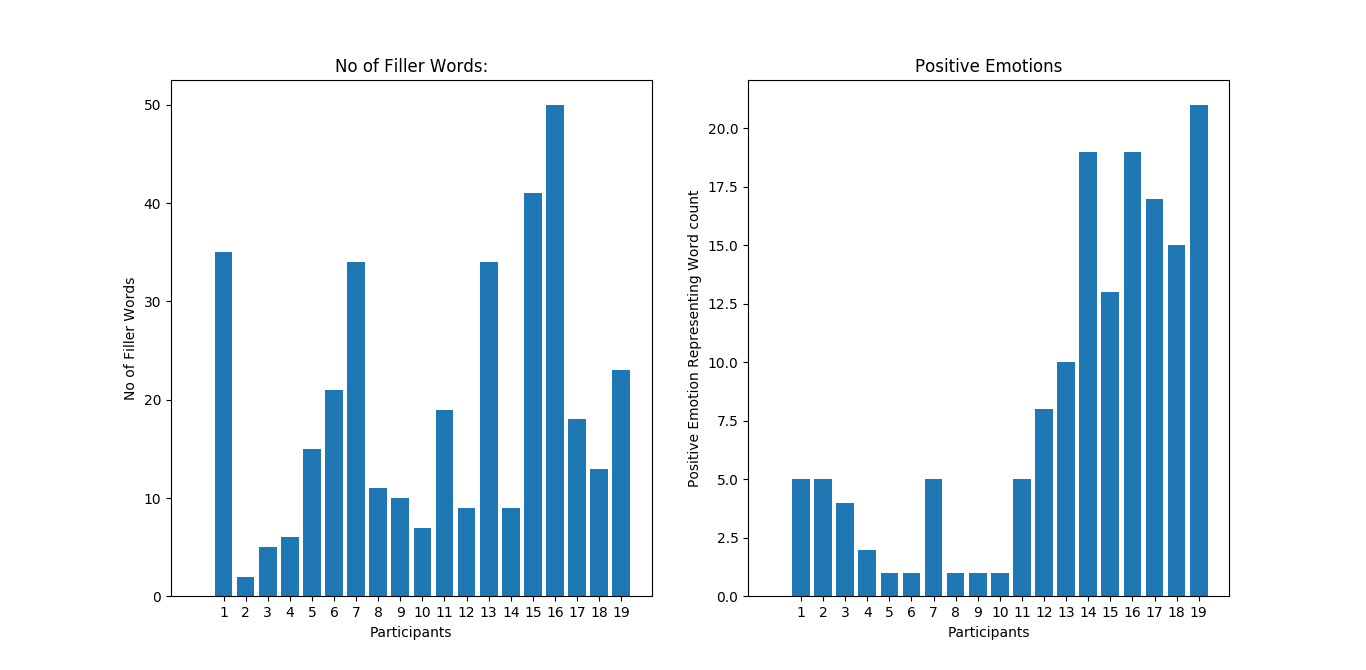 No of Filler Words:
No of Filler Words
50
40
30
20
10
0
1 2 3 4 5 6 7 8 9 10 11 12 13 14 15 16 17 18 19
Participants
Positive Emotions
Positive Emotion Representing Word count
20.0
17.5
15.0
12.5
10.0
7.5
5.0
2.5
0.0
1 2 3 4 5 6 7 8 9 10 11 12 13 14 15 16 17 18 19
Participants